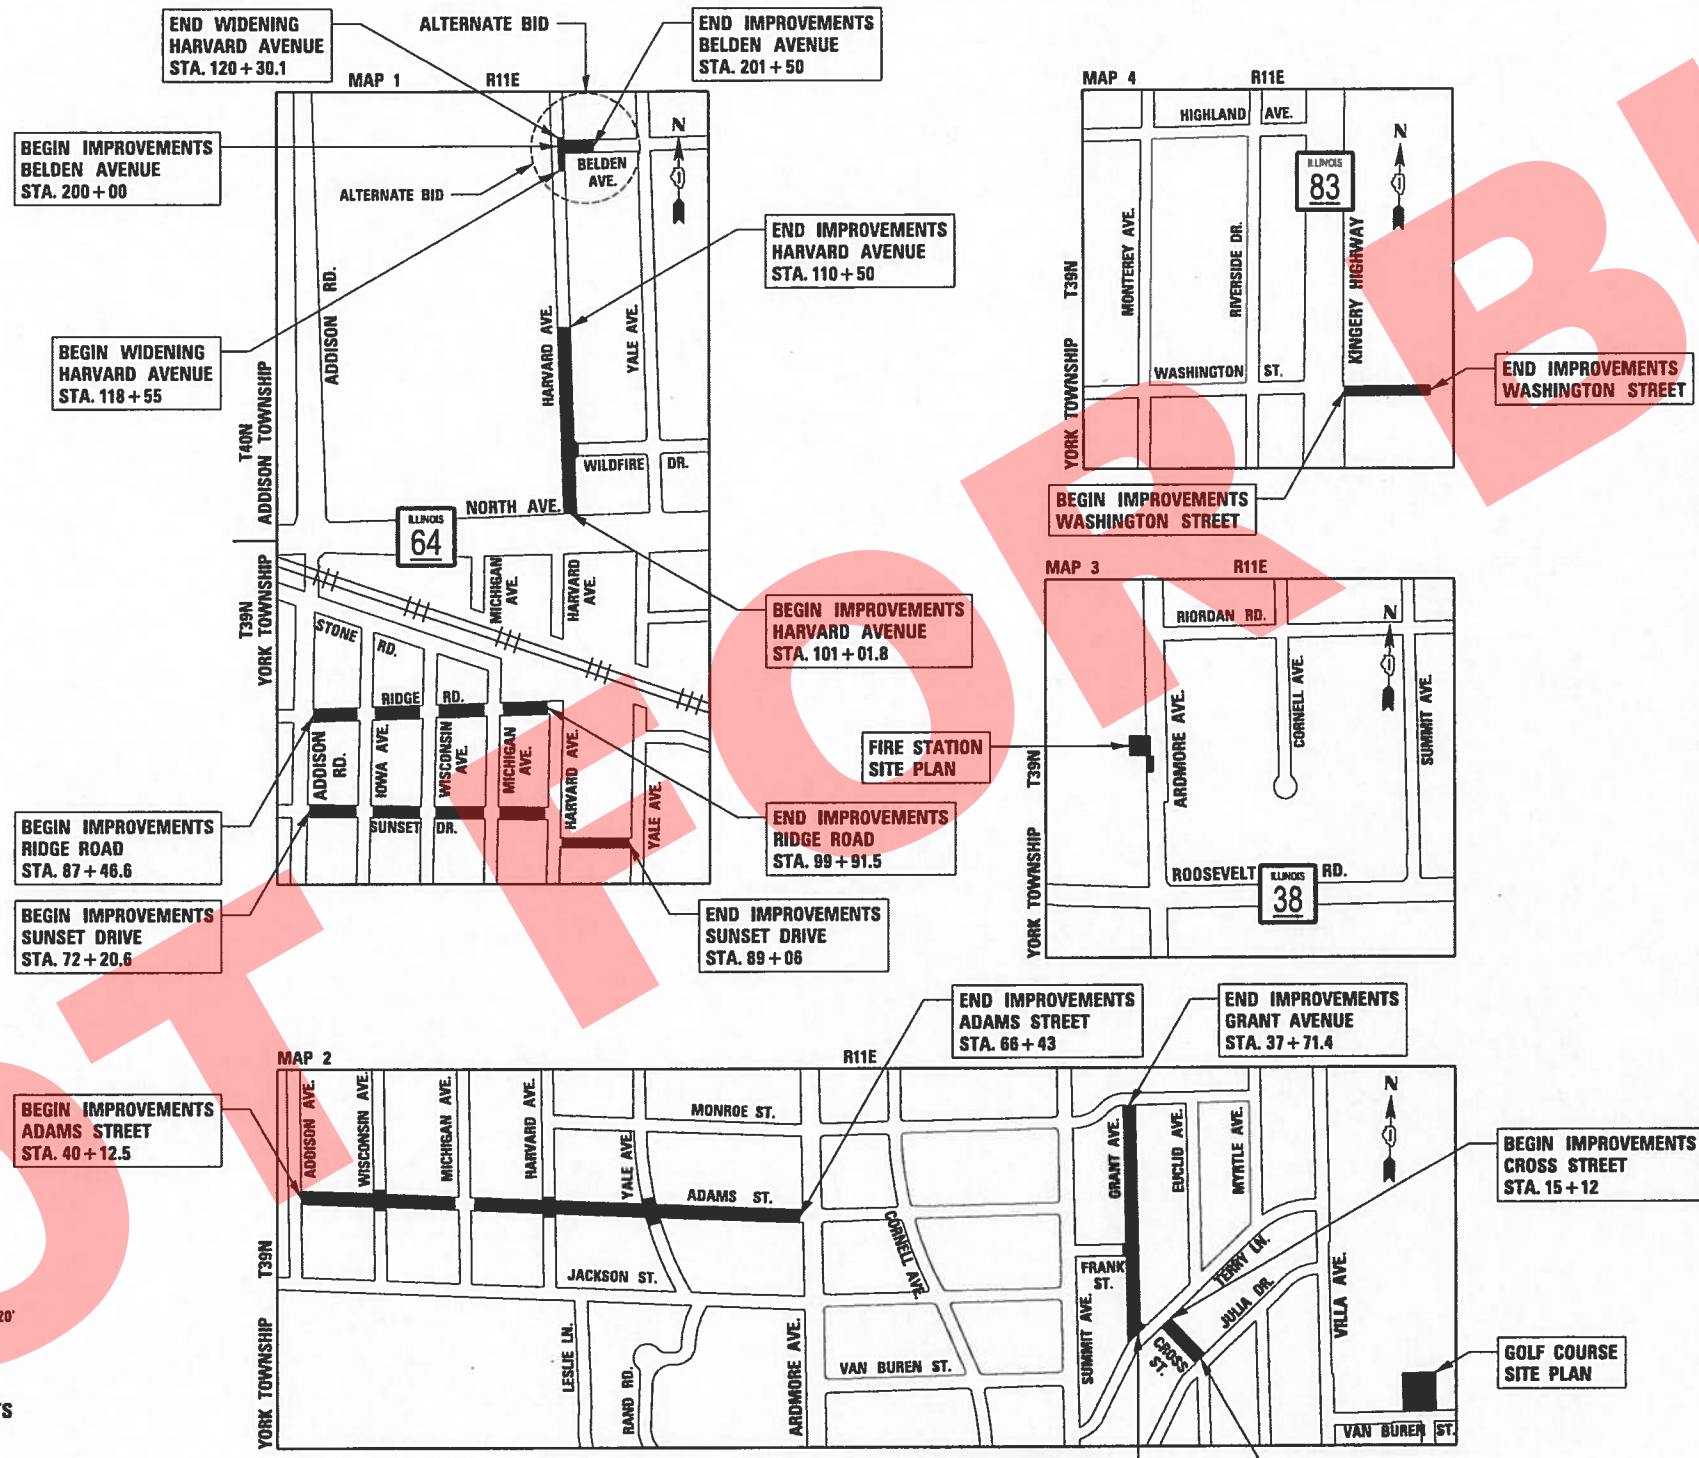 END WIDENING
HARVARD AVENUE
STA. 120+30.1
ALTERNATE BID
END IMPROVEMENTS
BELDEN AVENUE
STA. 201+50
MAP 1
R11E
BEGIN IMPROVEMENTS
BELDEN AVENUE
STA. 200+00
ALTERNATE BID
BELDEN
AVE.
N
END IMPROVEMENTS
HARVARD AVENUE
STA. 110+50
ADDISON RD.
HARVARD AVE.
YALE AVE.
BEGIN WIDENING
HARVARD AVENUE
STA. 118+55
T40N
ADDISON TOWNSHIP
WILDFIRE DR.
NORTH AVE.
ILLINOIS
64
T39N
YORK TOWNSHIP
MICHIGAN
AVE.
HARVARD
AVE.
BEGIN IMPROVEMENTS
HARVARD AVENUE
STA. 101+01.8
STONE RD.
RIDGE RD.
ADDISON
RD.
IOWA AVE.
WISCONSIN
AVE.
MICHIGAN
AVE.
HARVARD AVE.
YALE AVE.
SUNSET DR.
BEGIN IMPROVEMENTS
RIDGE ROAD
STA. 87+46.6
END IMPROVEMENTS
RIDGE ROAD
STA. 99+91.5
BEGIN IMPROVEMENTS
SUNSET DRIVE
STA. 72+20.6
END IMPROVEMENTS
SUNSET DRIVE
STA. 89+06
MAP 4
R11E
HIGHLAND AVE.
ILLINOIS
83
N
MONTEREY AVE.
RIVERSIDE DR.
KINGERY HIGHWAY
T39N
YORK TOWNSHIP
WASHINGTON ST.
END IMPROVEMENTS
WASHINGTON STREET
BEGIN IMPROVEMENTS
WASHINGTON STREET
MAP 3
R11E
RIORDAN RD.
N
ARDMORE AVE.
CORNELL AVE.
SUMMIT AVE.
FIRE STATION
SITE PLAN
T39N
YORK TOWNSHIP
ROOSEVELT RD.
ILLINOIS
38
END IMPROVEMENTS
ADAMS STREET
STA. 66+43
END IMPROVEMENTS
GRANT AVENUE
STA. 37+71.4
MAP 2
R11E
BEGIN IMPROVEMENTS
ADAMS STREET
STA. 40+12.5
ADDISON AVE.
WISCONSIN AVE.
MICHIGAN AVE.
HARVARD AVE.
YALE AVE.
MONROE ST.
ADAMS ST.
CORNELL AVE.
GRANT AVE.
EUCLID AVE.
MYRTLE AVE.
N
BEGIN IMPROVEMENTS
CROSS STREET
STA. 15+12
T39N
YORK TOWNSHIP
JACKSON ST.
LESLIE LN.
RAND RD.
ARDMORE AVE.
VAN BUREN ST.
FRANK
ST.
SUMMIT AVE.
TERRY LN.
JULIA DR.
CROSS
ST.
VILLA AVE.
GOLF COURSE
SITE PLAN
VAN BUREN ST.
20'
TS
OT FOR BI